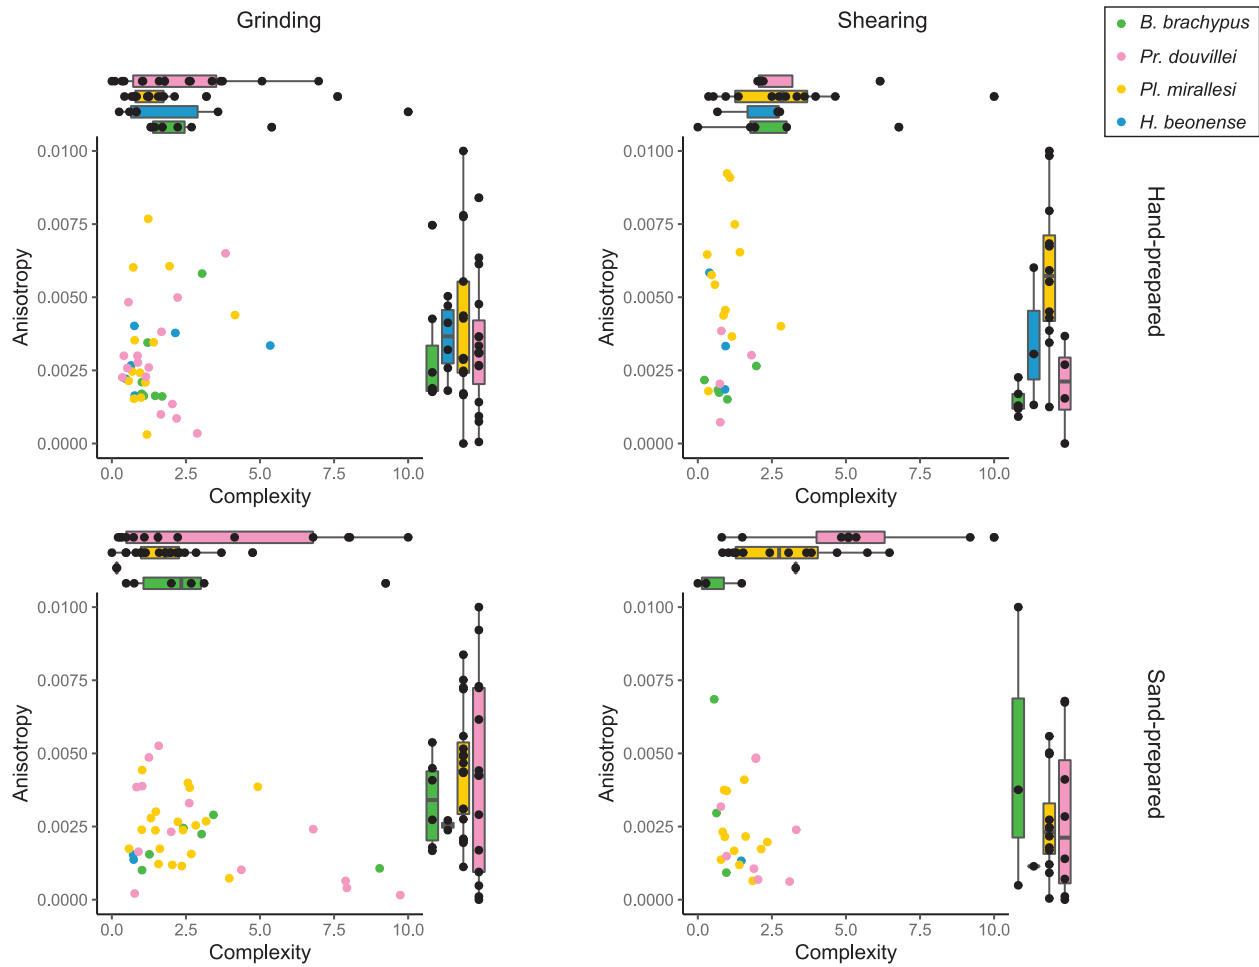 Grinding
Shearing
B. brachypus
Pr. douvillei
Pl. mirallesi
H. beonense
0.0100
0.0075
0.0050
0.0025
0.0000
Anisotropy
0.0 2.5 5.0 7.5 10.0
Complexity
0.0100
0.0075
0.0050
0.0025
0.0000
Anisotropy
0.0 2.5 5.0 7.5 10.0
Complexity
Hand-prepared
0.0100
0.0075
0.0050
0.0025
0.0000
Anisotropy
0.0 2.5 5.0 7.5 10.0
Complexity
0.0100
0.0075
0.0050
0.0025
0.0000
Anisotropy
0.0 2.5 5.0 7.5 10.0
Complexity
Sand-prepared